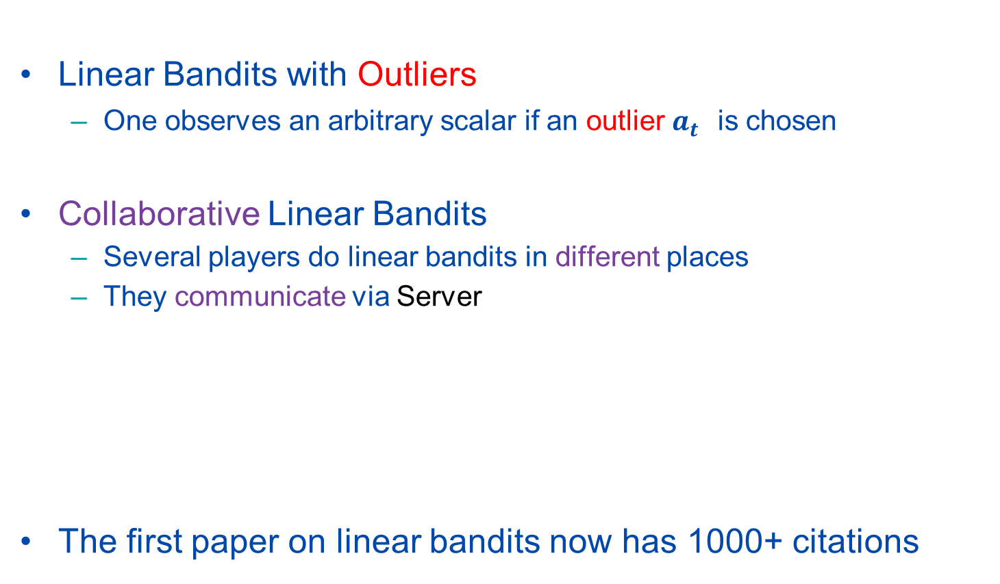 • Linear Bandits with Outliers
– One observes an arbitrary scalar if an outlier 𝒂𝒕 is chosen
• Collaborative Linear Bandits
– Several players do linear bandits in different places
– They communicate via Server
• The first paper on linear bandits now has 1000+ citations